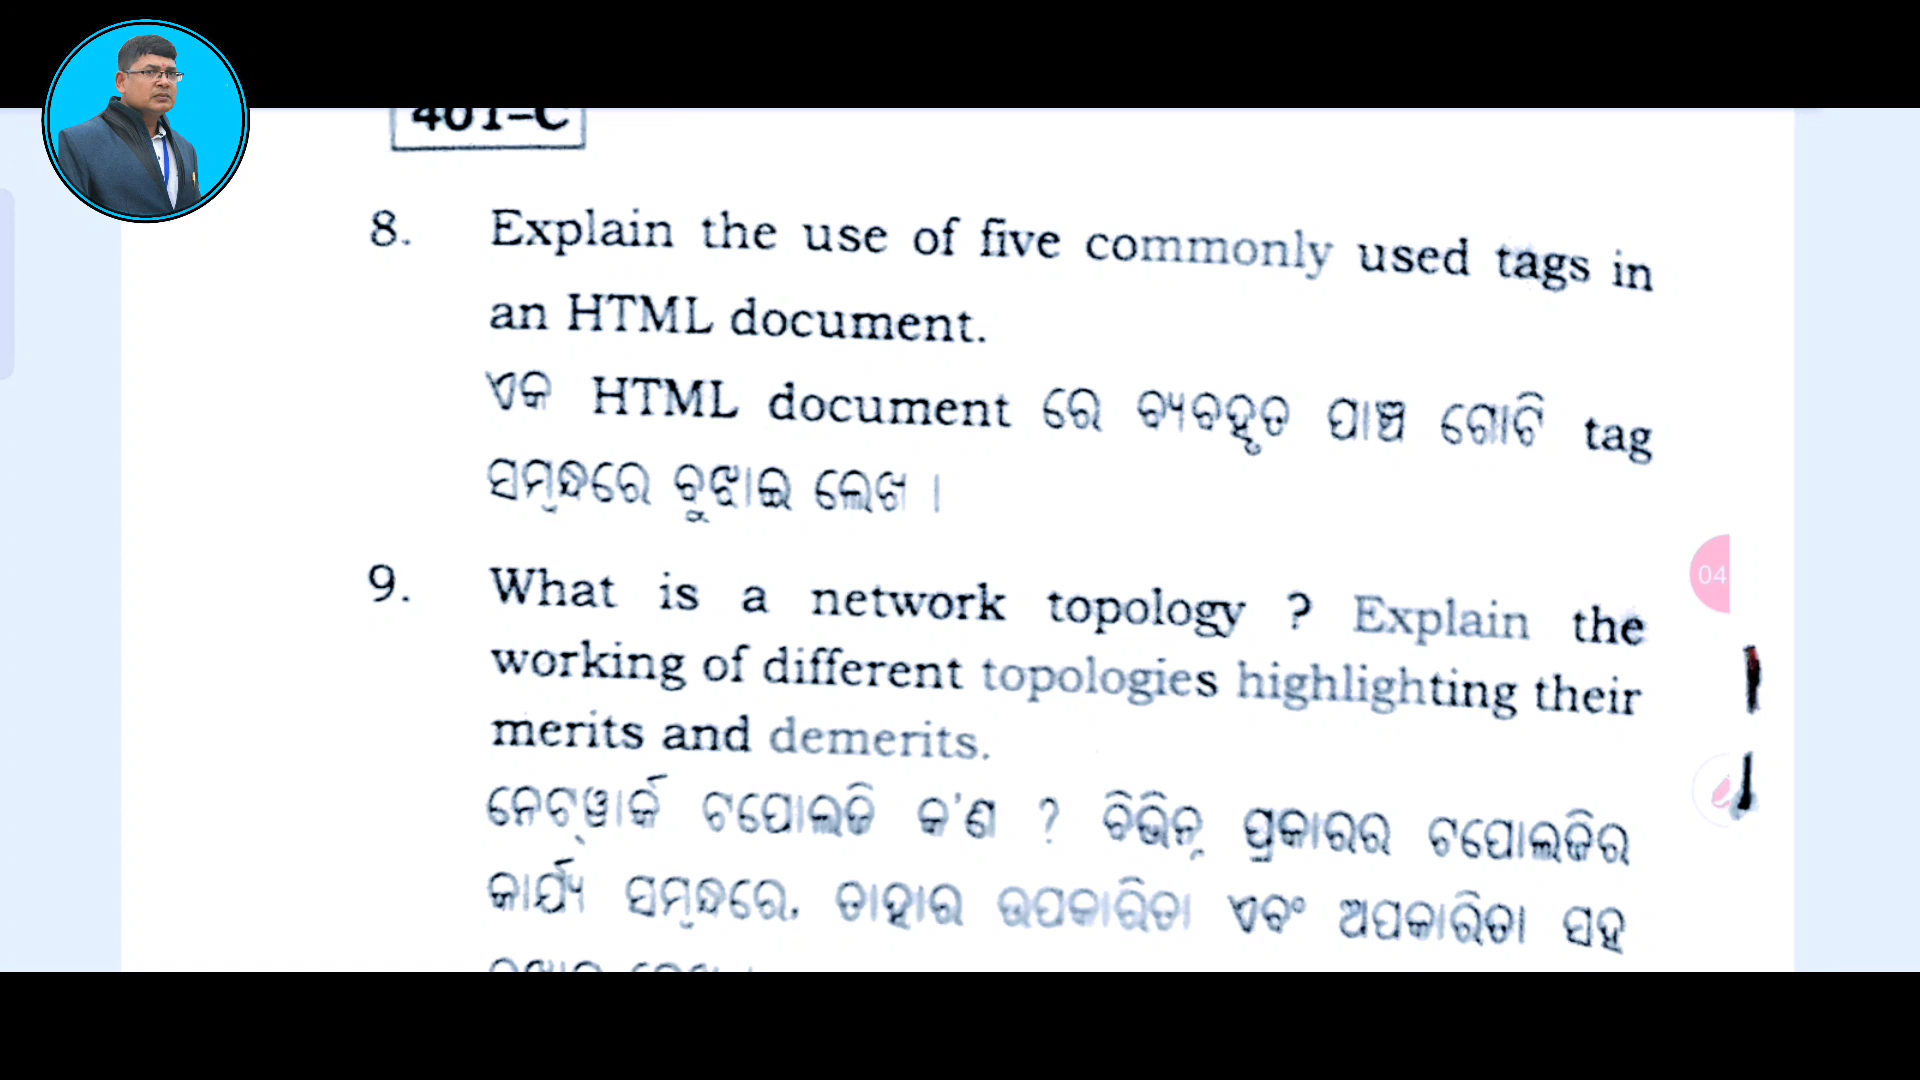 401-C
8. Explain the use of five commonly used tags in
an HTML document.
ଏକ HTML document ରେ ବ୍ୟବହୃତ ପାଞ୍ଚ ଗୋଟି tag
ସମ୍ବନ୍ଧରେ ବୁଝାଇ ଲେଖ ।
9. What is a network topology ? Explain the
working of different topologies highlighting their
merits and demerits.
ନେଟ୍ୱାର୍କ ଟପୋଲଜି କ'ଣ ? ବିଭିନ୍ନ ପ୍ରକାରର ଟପୋଲଜିର
କାର୍ଯ୍ୟ ସମ୍ବନ୍ଧରେ, ତାହାର ଉପକାରିତା ଏବଂ ଅପକାରିତା ସହ
04